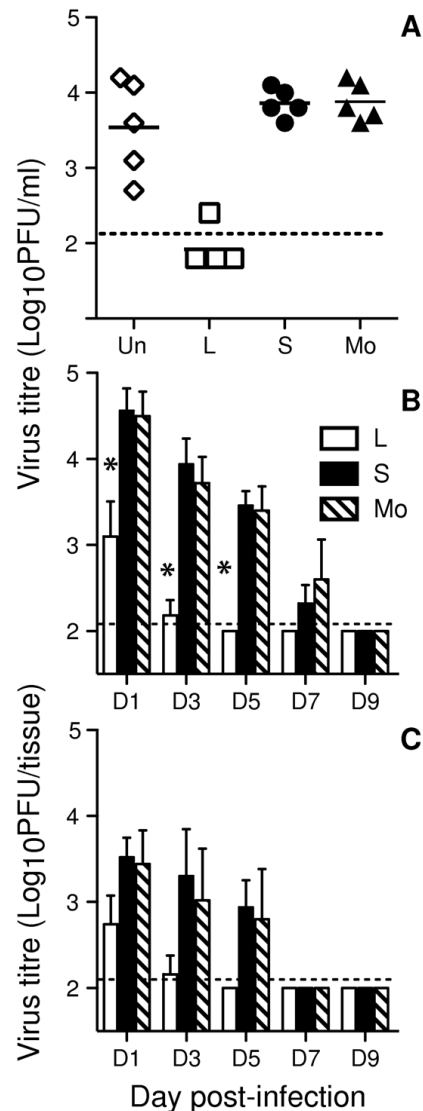 A
5
4
3
2
Un L S Mo
Virus titre (Log10PFU/ml)
B
5
4
3
2
L
S
Mo
*
*
*
D1 D3 D5 D7 D9
Virus titre (Log10PFU/tissue)
C
5
4
3
2
D1 D3 D5 D7 D9
Day post-infection